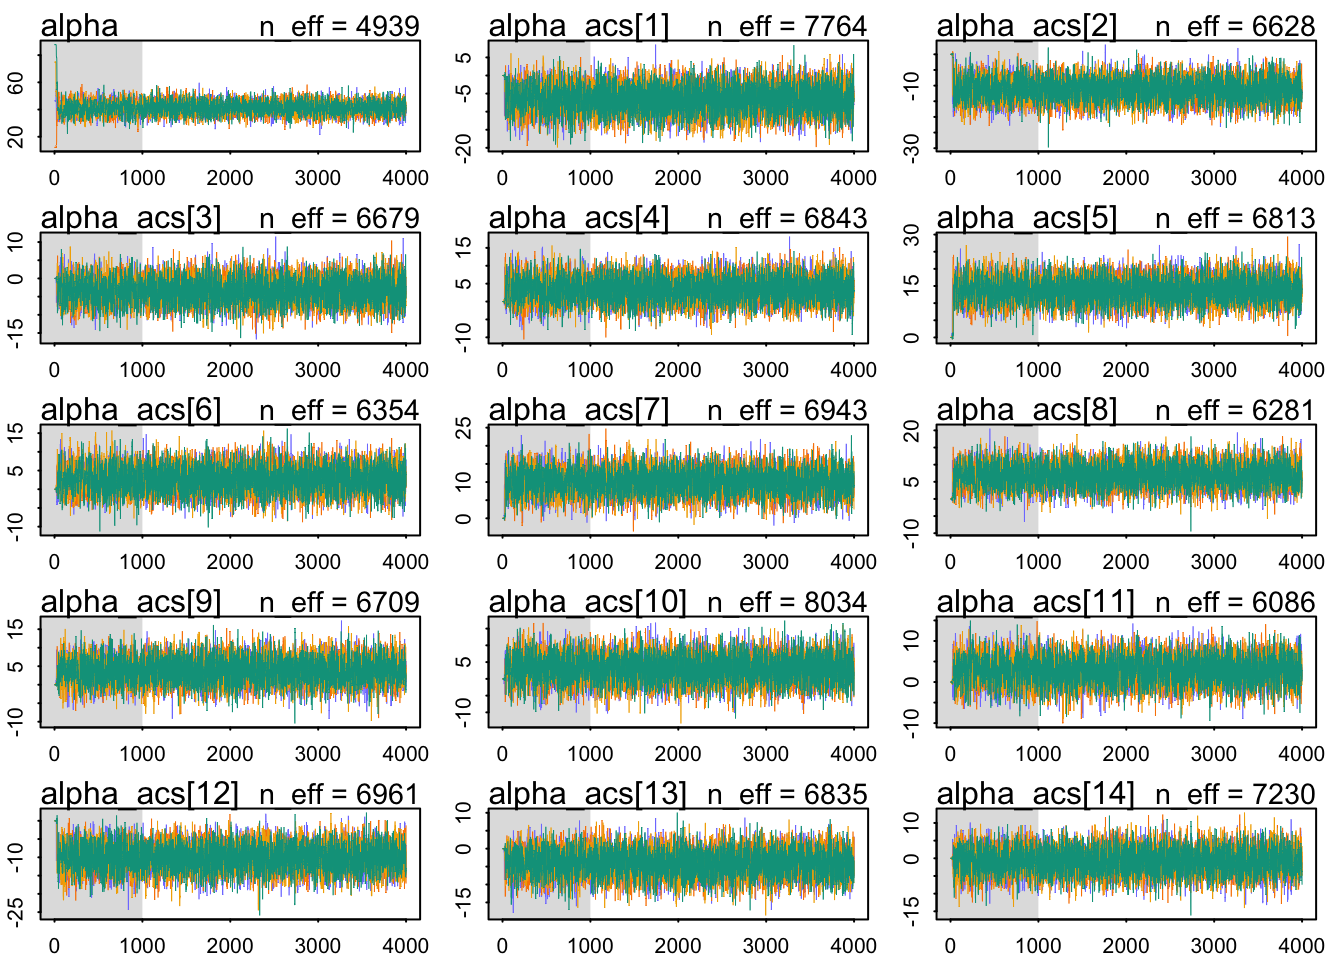 alpha n_eff = 4939 alpha_acs[1] n_eff = 7764 alpha_acs[2] n_eff = 6628
20 60 -20 -5 5 -30 -10
0 1000 2000 3000 4000 0 1000 2000 3000 4000 0 1000 2000 3000 4000
alpha_acs[3] n_eff = 6679 alpha_acs[4] n_eff = 6843 alpha_acs[5] n_eff = 6813
-15 0 10 -10 5 15 0 15 30
0 1000 2000 3000 4000 0 1000 2000 3000 4000 0 1000 2000 3000 4000
alpha_acs[6] n_eff = 6354 alpha_acs[7] n_eff = 6943 alpha_acs[8] n_eff = 6281
-10 5 15 0 10 25 -10 5 20
0 1000 2000 3000 4000 0 1000 2000 3000 4000 0 1000 2000 3000 4000
alpha_acs[9] n_eff = 6709 alpha_acs[10] n_eff = 8034 alpha_acs[11] n_eff = 6086
-10 5 15 -10 5 -10 0 10
0 1000 2000 3000 4000 0 1000 2000 3000 4000 0 1000 2000 3000 4000
alpha_acs[12] n_eff = 6961 alpha_acs[13] n_eff = 6835 alpha_acs[14] n_eff = 7230
-25 -10 -15 0 10 -15 0 10
0 1000 2000 3000 4000 0 1000 2000 3000 4000 0 1000 2000 3000 4000